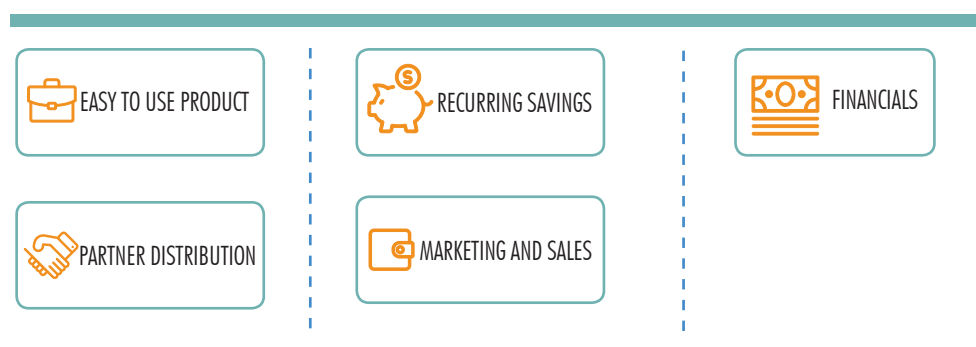 EASY TO USE PRODUCT
PARTNER DISTRIBUTION
RECURRING SAVINGS
MARKETING AND SALES
FINANCIALS